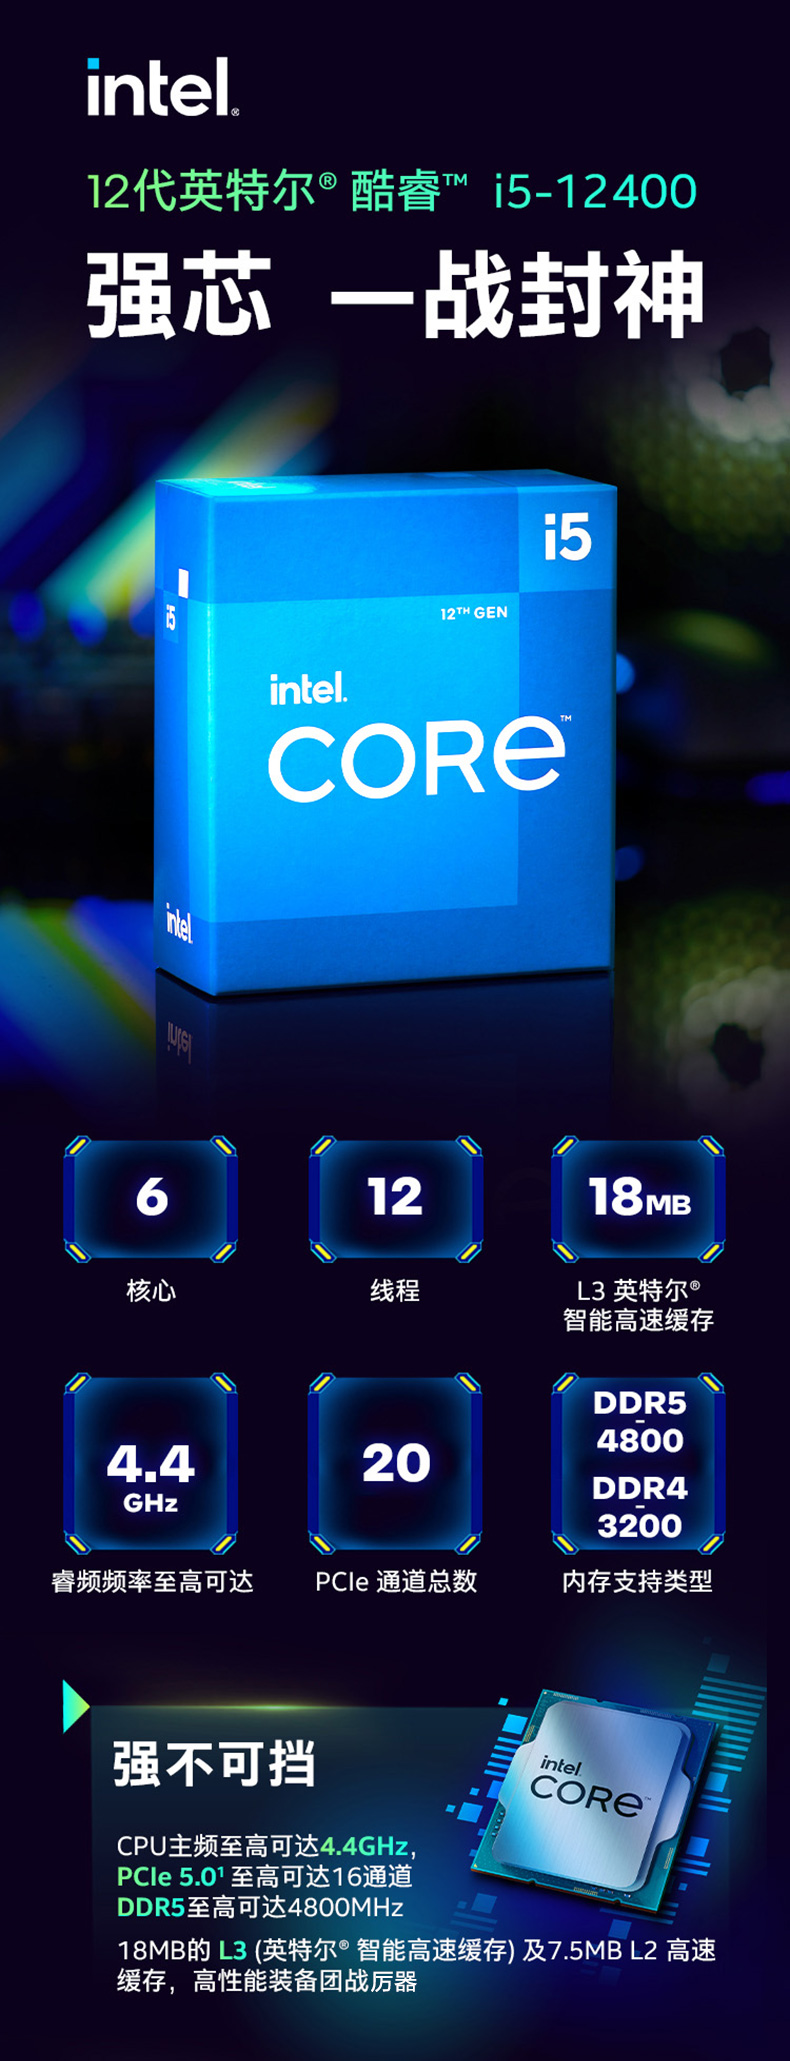 intel®
12代英特尔® 酷睿™ i5-12400
强芯 一战封神
i5
i5
12TH GEN
intel.
CORE™
intel
6
核心
12
线程
18MB
L3 英特尔®
智能高速缓存
4.4
GHz
睿频频率至高可达
20
PCIe 通道总数
DDR5
-
4800
DDR4
-
3200
内存支持类型
强不可挡
intel.
CORE™
CPU主频至高可达4.4GHz,
PCIe 5.0¹ 至高可达16通道
DDR5至高可达4800MHz
18MB的 L3 (英特尔® 智能高速缓存) 及7.5MB L2 高速
缓存，高性能装备团战厉器